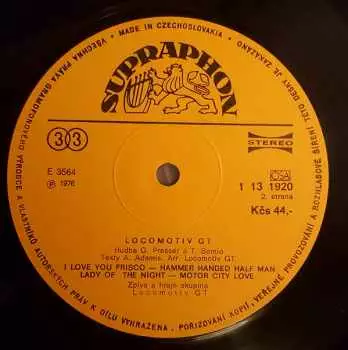 MADE IN CZECHOSLOVAKIA
VŠECHNA PRÁVA GRAMOFONOVÉHO VÝROBCE A VLASTNÍKŮ AUTORSKÝCH PRÁV K DÍLU VYHRAŽENA. POŘIZOVÁNÍ KOPIÍ, VEŘEJNÉ PROVOZOVÁNÍ A ROZHLASOVÉ ŠÍŘENÍ TÉTO DESKY JE ZAKÁZÁNO
SUPRAPHON
33
STEREO
E 3564
Ⓟ 1976
OSA
1 13 1920
2. strana
Kčs 44,-
LOCOMOTIV GT
Hudba G. Presser a T. Somló
Texty A. Adamis, Arr. Locomotiv GT
I LOVE YOU FRISCO — HAMMER HANDED HALF MAN
LADY OF THE NIGHT — MOTOR CITY LOVE
Zpívá a hraje skupina
Locomotiv GT